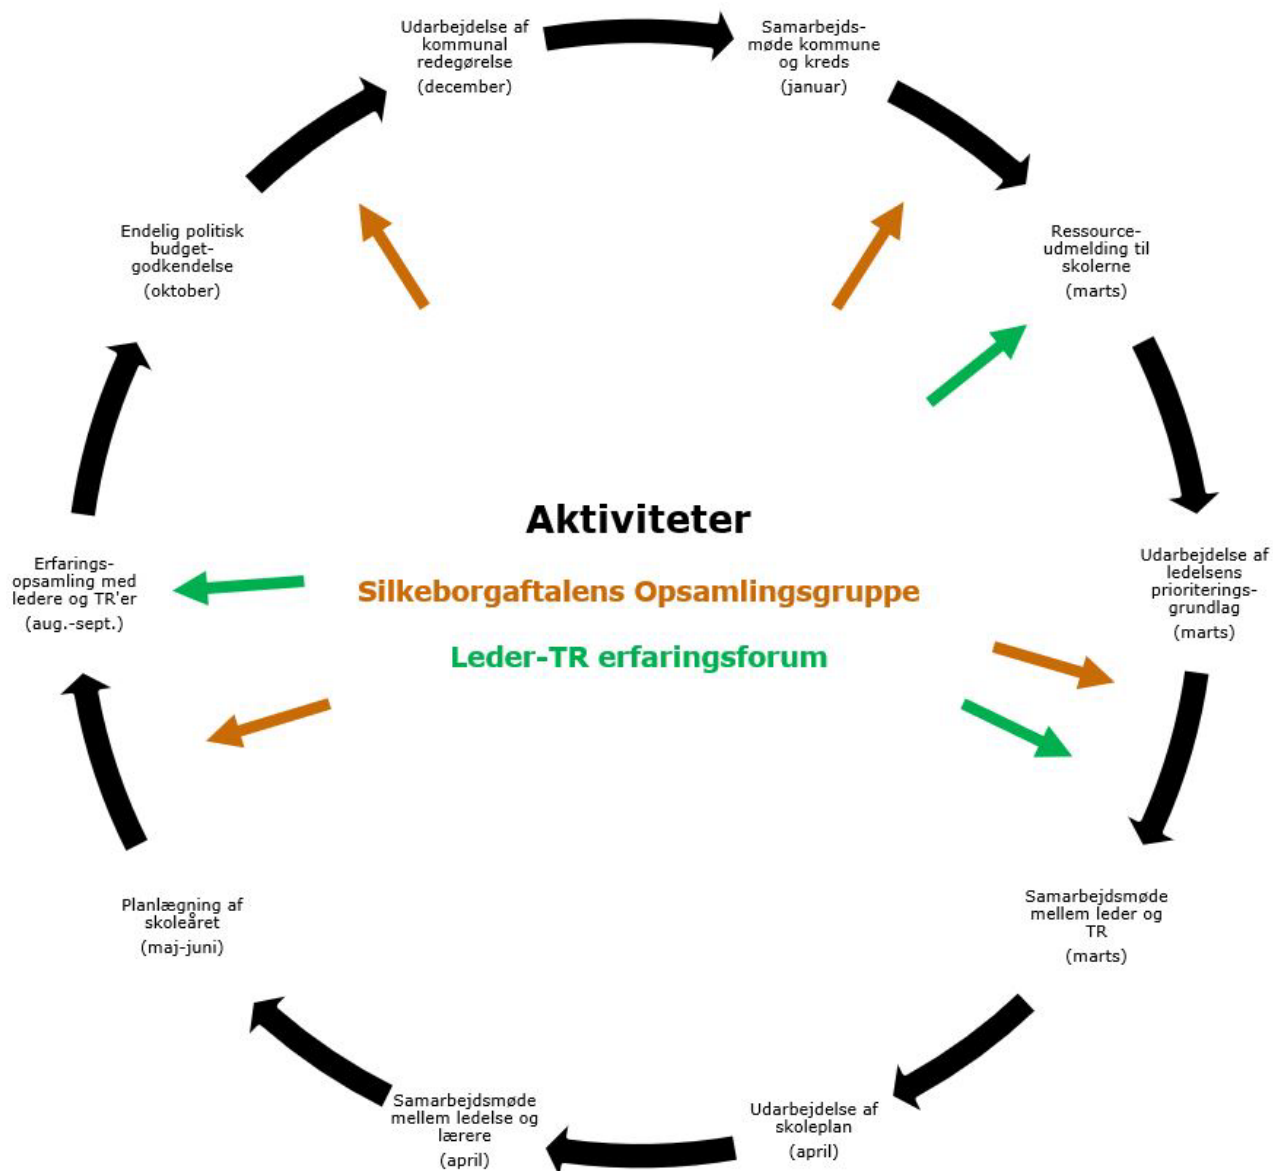 Udarbejdelse af
kommunal
redegørelse
(december)
Samarbejds-
møde kommune
og kreds
(januar)
Ressource-
udmelding til
skolerne
(marts)
Udarbejdelse af
ledelsens
prioriterings-
grundlag
(marts)
Samarbejdsmøde
mellem leder og
TR
(marts)
Udarbejdelse af
skoleplan
(april)
Samarbejdsmøde
mellem ledelse og
lærere
(april)
Planlægning af
skoleåret
(maj-juni)
Erfarings-
opsamling med
ledere og TR'er
(aug.-sept.)
Endelig politisk
budget-
godkendelse
(oktober)
Aktiviteter
Silkeborgaftalens Opsamlingsgruppe
Leder-TR erfaringsforum